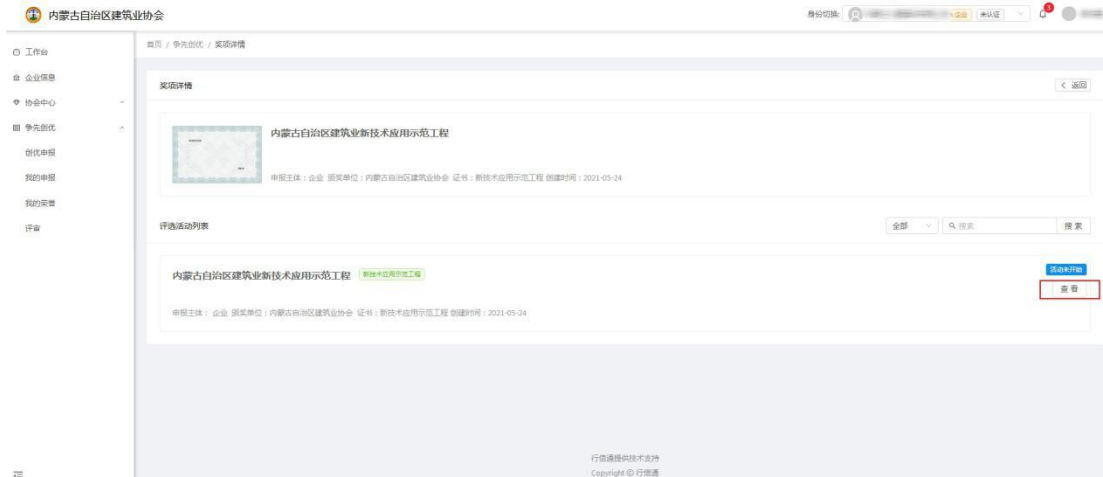 内蒙古自治区建筑业协会
身份切换:
企业 未认证
3
工作台
企业信息
协会中心
争先创优
创优申报
我的申报
我的荣誉
评审
首页 / 争先创优 / 奖项详情
奖项详情
< 返回
内蒙古自治区建筑业新技术应用示范工程
申报主体：企业 颁奖单位：内蒙古自治区建筑业协会 证书：新技术应用示范工程 创建时间：2021-05-24
评选活动列表
全部
搜索
搜 索
内蒙古自治区建筑业新技术应用示范工程 新技术应用示范工程
活动未开始
查 看
申报主体： 企业 颁奖单位：内蒙古自治区建筑业协会 证书：新技术应用示范工程 创建时间：2021-05-24
行信通提供技术支持
Copyright © 行信通